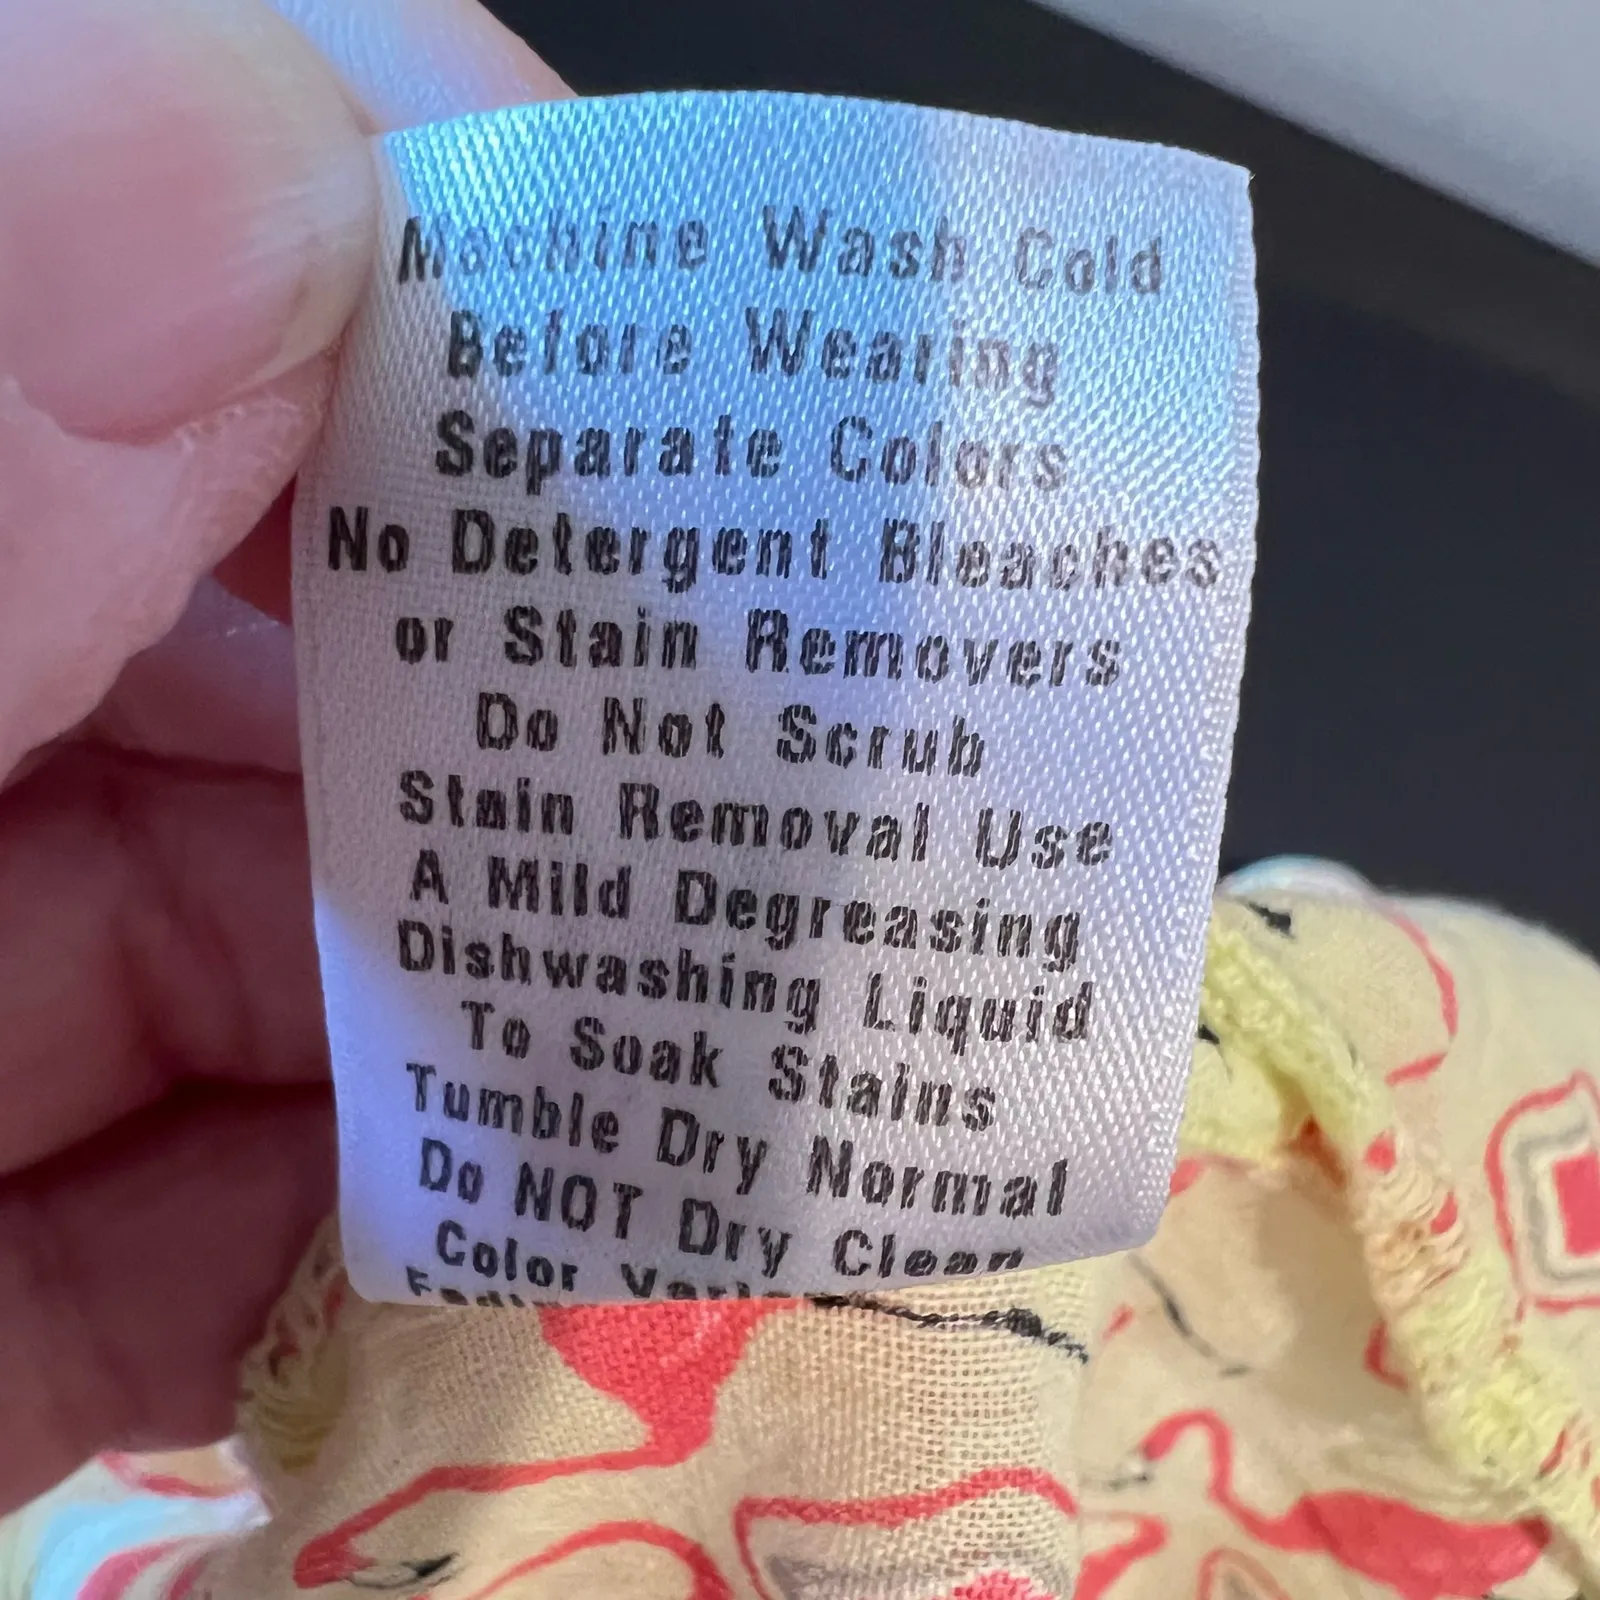 Machine Wash Cold
Before Wearing
Separate Colors
No Detergent Bleaches
or Stain Removers
Do Not Scrub
Stain Removal Use
A Mild Degreasing
Dishwashing Liquid
To Soak Stains
Tumble Dry Normal
Do NOT Dry Clean
Color